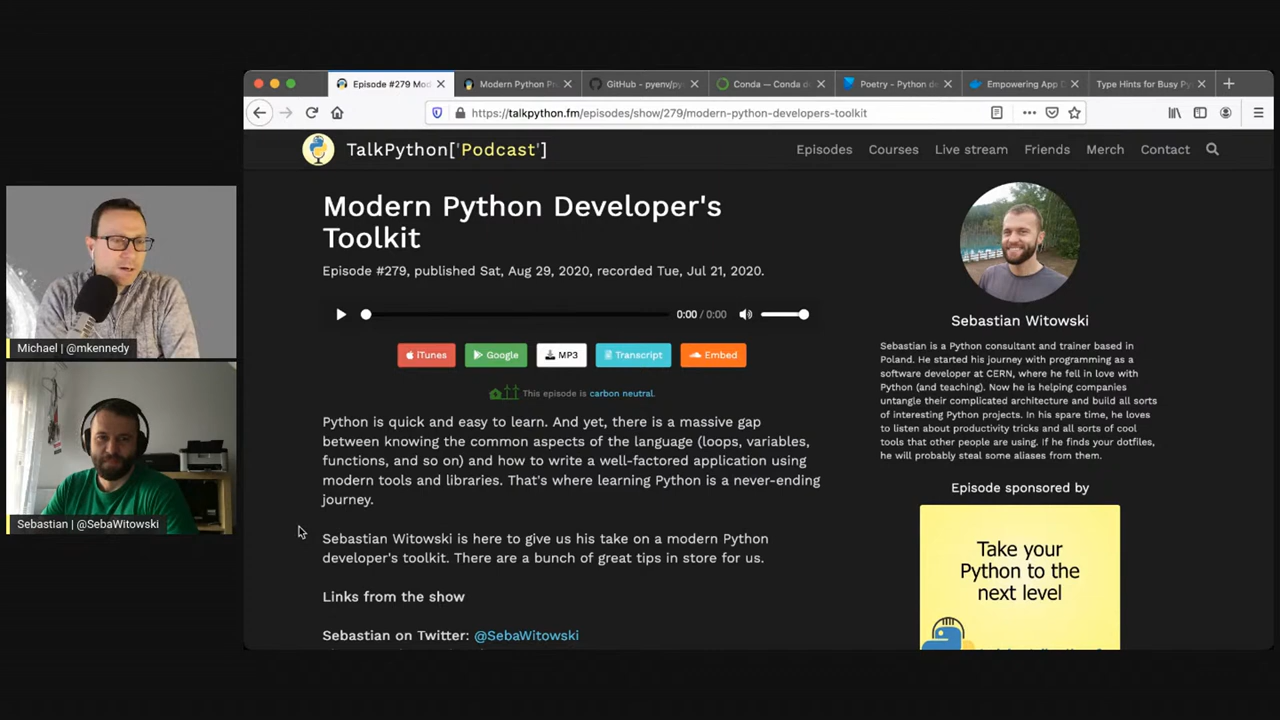 Episode #279 Mod
Modern Python Pr
GitHub - pyenv/py
Conda — Conda d
Poetry - Python de
Empowering App D
Type Hints for Busy Py
https://talkpython.fm/episodes/show/279/modern-python-developers-toolkit
TalkPython['Podcast']
Episodes
Courses
Live stream
Friends
Merch
Contact
Modern Python Developer's
Toolkit
Episode #279, published Sat, Aug 29, 2020, recorded Tue, Jul 21, 2020.
0:00 / 0:00
iTunes
Google
MP3
Transcript
Embed
This episode is carbon neutral.
Python is quick and easy to learn. And yet, there is a massive gap
between knowing the common aspects of the language (loops, variables,
functions, and so on) and how to write a well-factored application using
modern tools and libraries. That's where learning Python is a never-ending
journey.
Sebastian Witowski is here to give us his take on a modern Python
developer's toolkit. There are a bunch of great tips in store for us.
Links from the show
Sebastian on Twitter: @SebaWitowski
Sebastian Witowski
Sebastian is a Python consultant and trainer based in
Poland. He started his journey with programming as a
software developer at CERN, where he fell in love with
Python (and teaching). Now he is helping companies
untangle their complicated architecture and build all sorts
of interesting Python projects. In his spare time, he loves
to listen about productivity tricks and all sorts of cool
tools that other people are using. If he finds your dotfiles,
he will probably steal some aliases from them.
Episode sponsored by
Take your
Python to the
next level
Michael | @mkennedy
Sebastian | @SebaWitowski